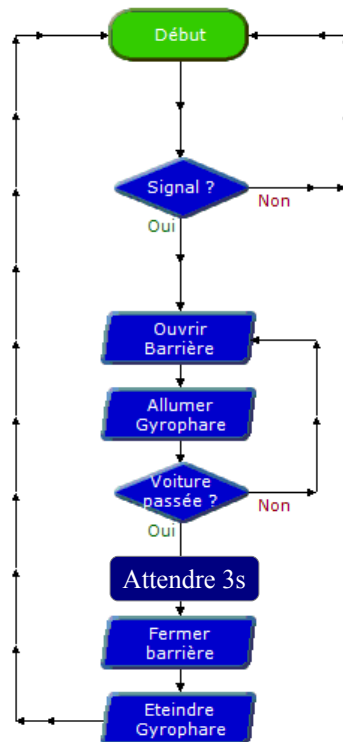 Début
Signal ?
Non
Oui
Ouvrir
Barrière
Allumer
Gyrophare
Voiture
passée ?
Non
Oui
Attendre 3s
Fermer
barrière
Eteindre
Gyrophare